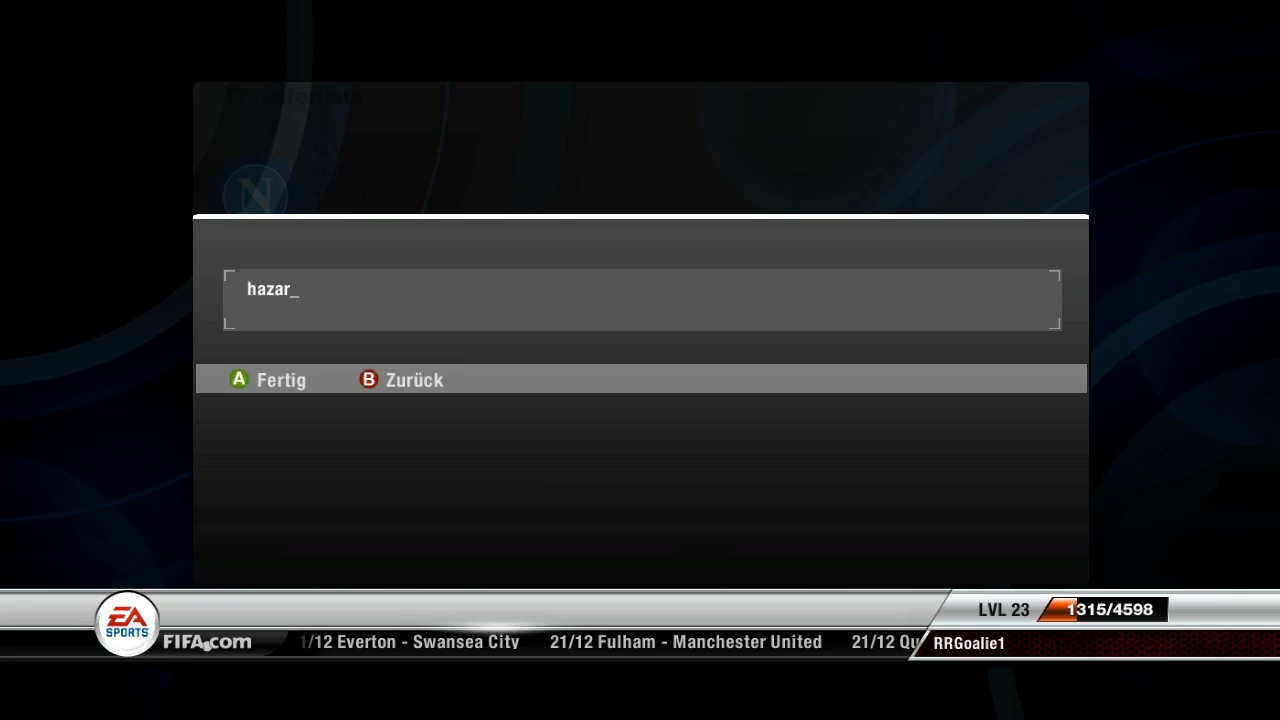 Transferliste
N
hazar_
A Fertig B Zurück
LVL 23 1315/4598
EA SPORTS
FIFA.com 1/12 Everton - Swansea City 21/12 Fulham - Manchester United 21/12 Qu
RRGoalie1